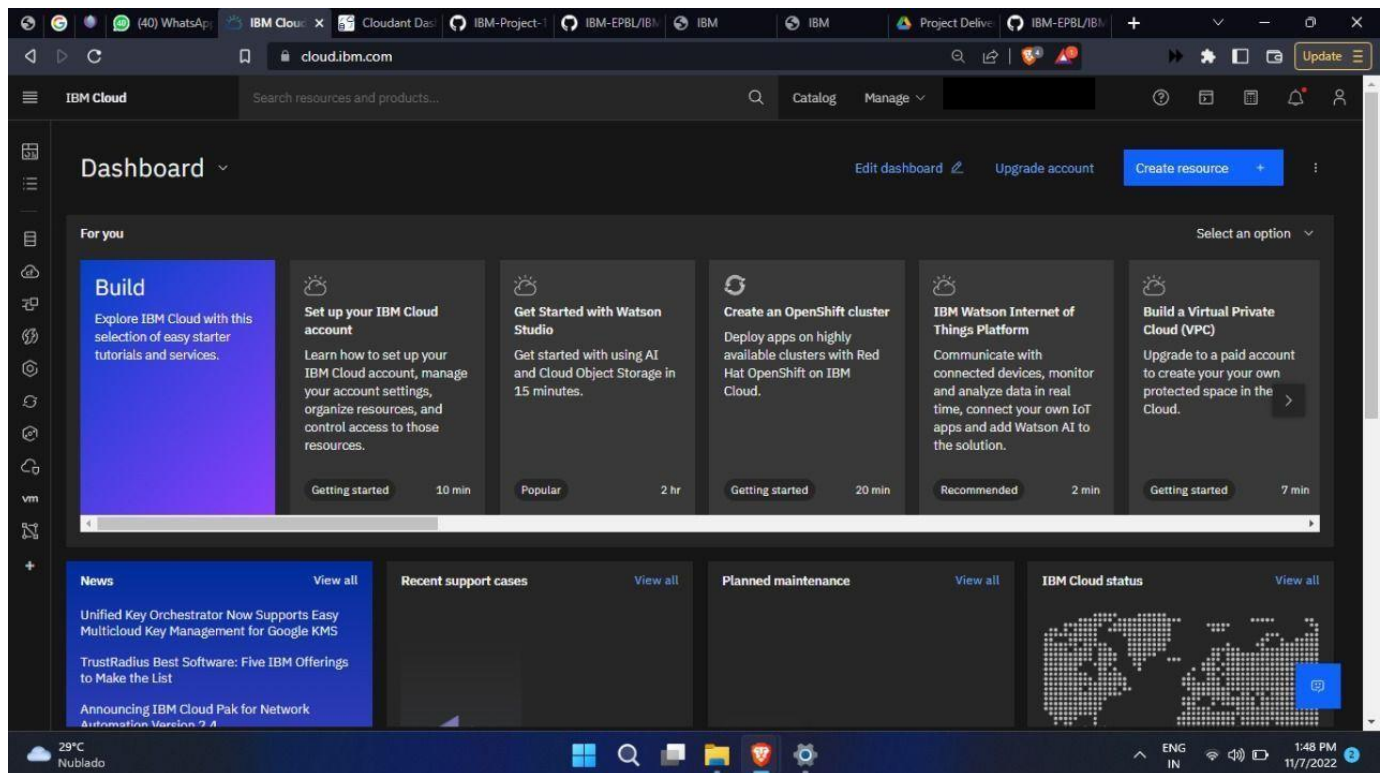 (40) WhatsAp
IBM Clou
Cloudant Das
IBM-Project-1
IBM-EPBL/IBM
IBM
IBM
Project Delive
IBM-EPBL/IBM
cloud.ibm.com
Update
IBM Cloud
Search resources and products...
Catalog
Manage
Dashboard
Edit dashboard
Upgrade account
Create resource +
For you
Select an option
Build
Explore IBM Cloud with this
selection of easy starter
tutorials and services.
Set up your IBM Cloud
account
Learn how to set up your
IBM Cloud account, manage
your account settings,
organize resources, and
control access to those
resources.
Getting started
10 min
Get Started with Watson
Studio
Get started with using AI
and Cloud Object Storage in
15 minutes.
Popular
2 hr
Create an OpenShift cluster
Deploy apps on highly
available clusters with Red
Hat OpenShift on IBM
Cloud.
Getting started
20 min
IBM Watson Internet of
Things Platform
Communicate with
connected devices, monitor
and analyze data in real
time, connect your own IoT
apps and add Watson AI to
the solution.
Recommended
2 min
Build a Virtual Private
Cloud (VPC)
Upgrade to a paid account
to create your your own
protected space in the
Cloud.
Getting started
7 min
vm
News
View all
Unified Key Orchestrator Now Supports Easy
Multicloud Key Management for Google KMS
TrustRadius Best Software: Five IBM Offerings
to Make the List
Announcing IBM Cloud Pak for Network
Automation Version 2.4
Recent support cases
View all
Planned maintenance
View all
IBM Cloud status
View all
29°C
Nublado
ENG
IN
1:48 PM
11/7/2022
2